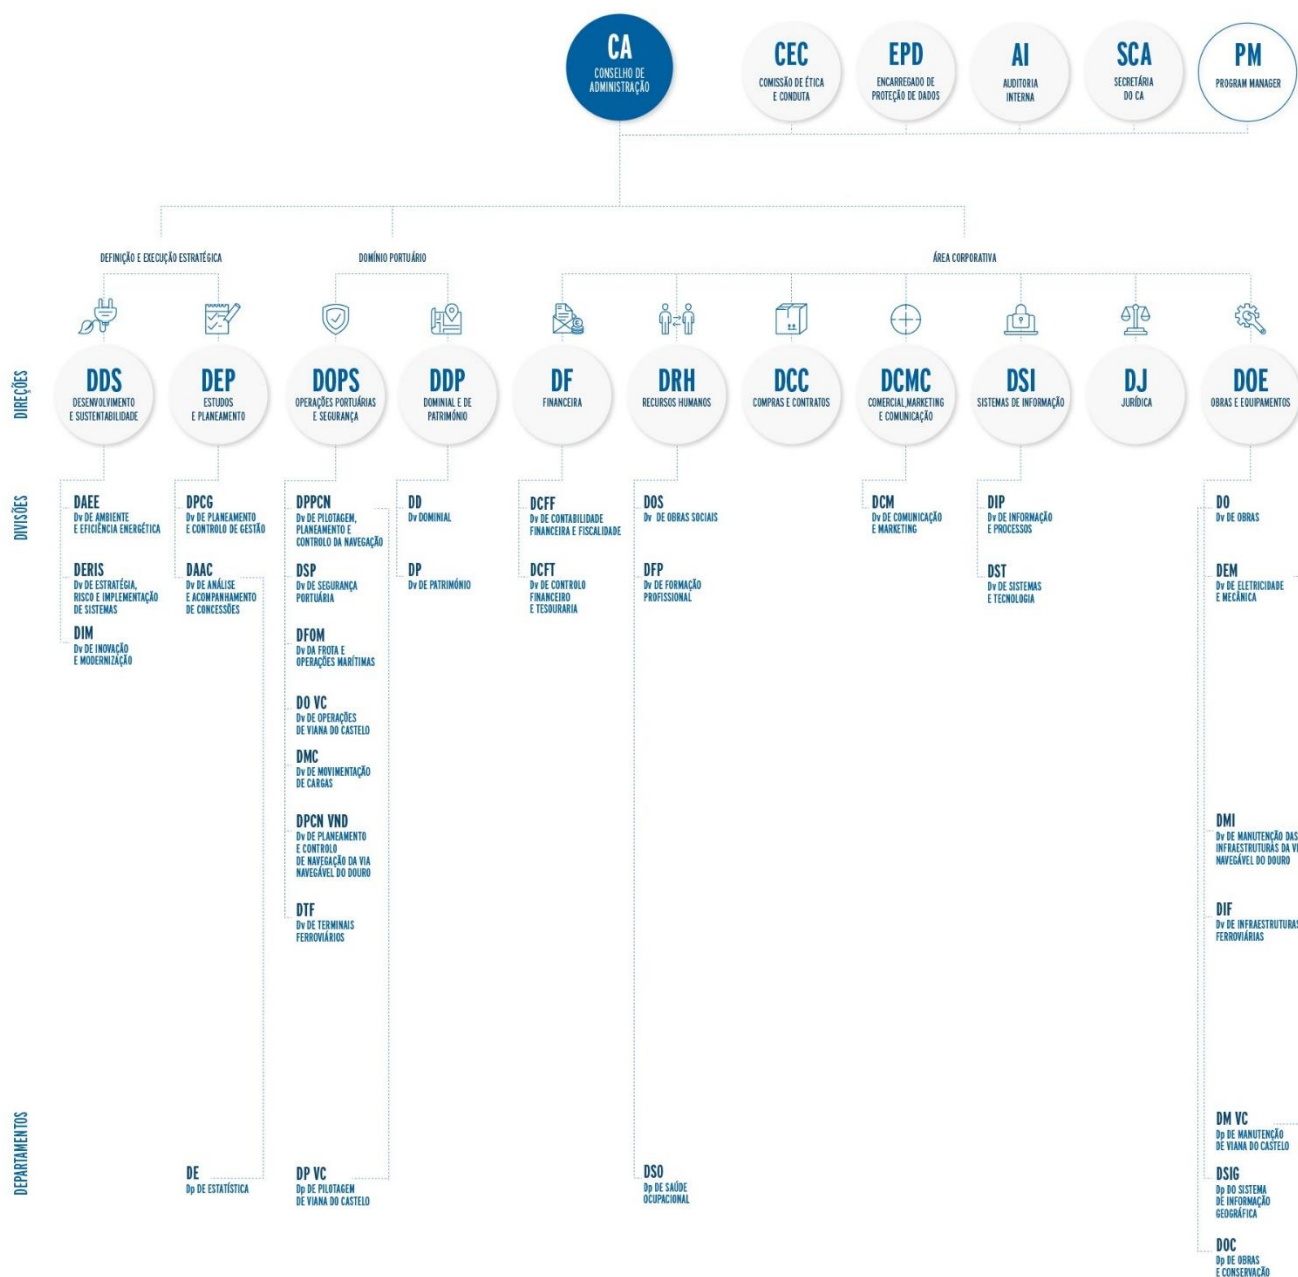 CA
CONSELHO DE
ADMINISTRAÇÃO
CEC
COMISSÃO DE ÉTICA
E CONDUTA
EPD
ENCARREGADO DE
PROTEÇÃO DE DADOS
AI
AUDITORIA
INTERNA
SCA
SECRETÁRIA
DO CA
PM
PROGRAM MANAGER
DEFINIÇÃO E EXECUÇÃO ESTRATÉGICA
DOMÍNIO PORTUÁRIO
ÁREA CORPORATIVA
DIREÇÕES
DDS
DESENVOLVIMENTO
E SUSTENTABILIDADE
DEP
ESTUDOS
E PLANEAMENTO
DOPS
OPERAÇÕES PORTUÁRIAS
E SEGURANÇA
DDP
DOMINIAL E DE
PATRIMÓNIO
DF
FINANCEIRA
DRH
RECURSOS HUMANOS
DCC
COMPRAS E CONTRATOS
DCMC
COMERCIAL,MARKETING
E COMUNICAÇÃO
DSI
SISTEMAS DE INFORMAÇÃO
DJ
JURÍDICA
DOE
OBRAS E EQUIPAMENTOS
DIVISÕES
DAEE
Dv DE AMBIENTE
E EFICIÊNCIA ENERGÉTICA
DERIS
Dv DE ESTRATÉGIA,
RISCO E IMPLEMENTAÇÃO
DE SISTEMAS
DIM
Dv DE INOVAÇÃO
E MODERNIZAÇÃO
DPCG
Dv DE PLANEAMENTO
E CONTROLO DE GESTÃO
DAAC
Dv DE ANÁLISE
E ACOMPANHAMENTO
DE CONCESSÕES
DPPCN
Dv DE PILOTAGEM,
PLANEAMENTO E
CONTROLO DA NAVEGAÇÃO
DSP
Dv DE SEGURANÇA
PORTUÁRIA
DFOM
Dv DA FROTA E
OPERAÇÕES MARÍTIMAS
DO VC
Dv DE OPERAÇÕES
DE VIANA DO CASTELO
DMC
Dv DE MOVIMENTAÇÃO
DE CARGAS
DPCN VND
Dv DE PLANEAMENTO
E CONTROLO
DE NAVEGAÇÃO DA VIA
NAVEGÁVEL DO DOURO
DTF
Dv DE TERMINAIS
FERROVIÁRIOS
DD
Dv DOMINIAL
DP
Dv DE PATRIMÓNIO
DCFF
Dv DE CONTABILIDADE
FINANCEIRA E FISCALIDADE
DCFT
Dv DE CONTROLO
FINANCEIRO
E TESOURARIA
DOS
Dv DE OBRAS SOCIAIS
DFP
Dv DE FORMAÇÃO
PROFISSIONAL
DCM
Dv DE COMUNICAÇÃO
E MARKETING
DIP
Dv DE INFORMAÇÃO
E PROCESSOS
DST
Dv DE SISTEMAS
E TECNOLOGIA
DO
Dv DE OBRAS
DEM
Dv DE ELETRICIDADE
E MECÂNICA
DMI
Dv DE MANUTENÇÃO DAS
INFRAESTRUTURAS DA VI
NAVEGÁVEL DO DOURO
DIF
Dv DE INFRAESTRUTURAS
FERROVIÁRIAS
DEPARTAMENTOS
DE
Dp DE ESTATÍSTICA
DP VC
Dp DE PILOTAGEM
DE VIANA DO CASTELO
DSO
Dp DE SAÚDE
OCUPACIONAL
DM VC
Dp DE MANUTENÇÃO
DE VIANA DO CASTELO
DSIG
Dp DO SISTEMA
DE INFORMAÇÃO
GEOGRÁFICA
DOC
Dp DE OBRAS
E CONSERVAÇÃO